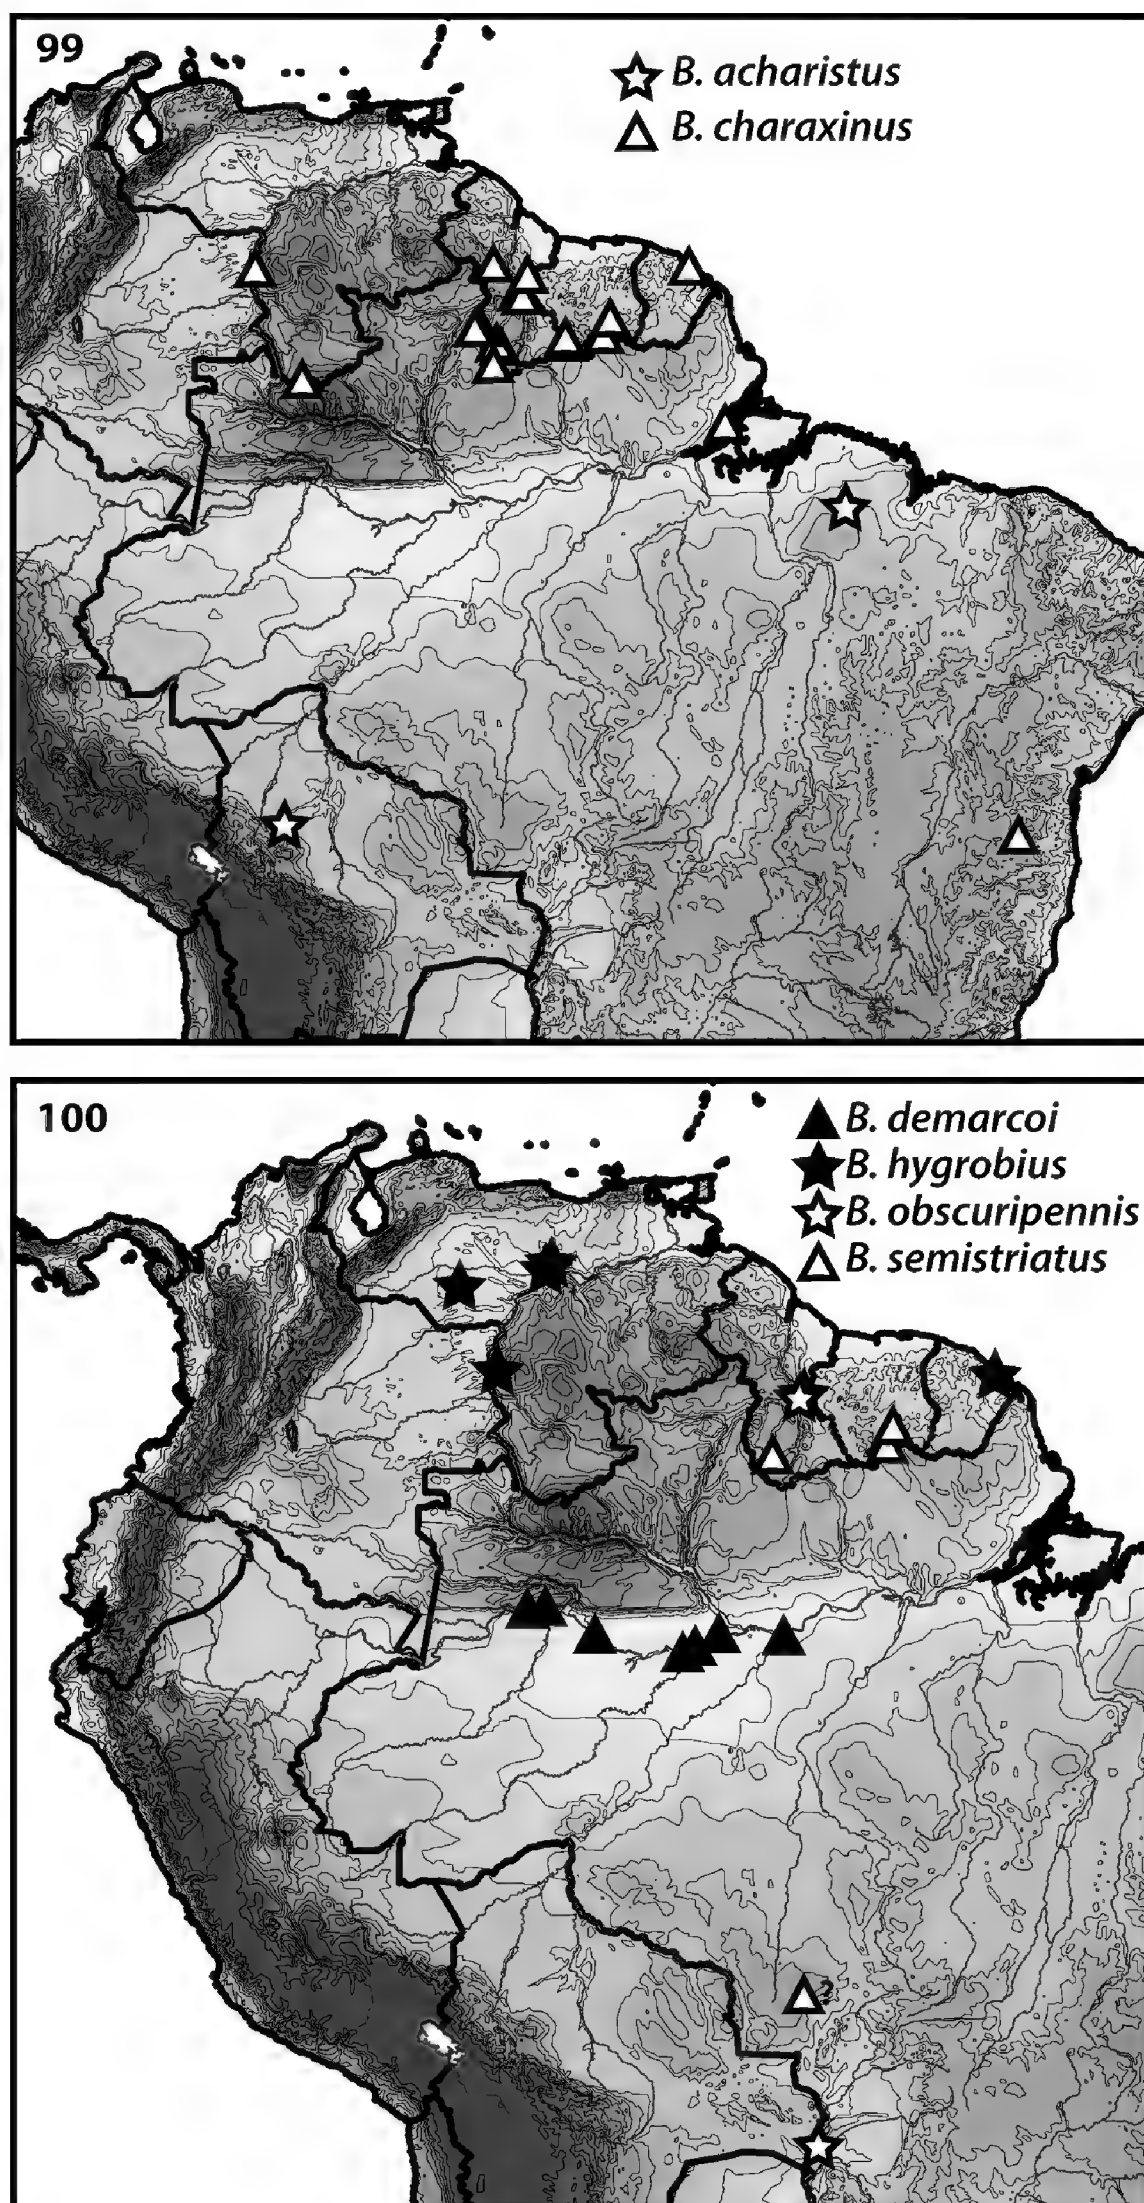 99
B. acharistus
B. charaxinus
100
B. demarcoi
B. hygrobius
B. obscuripennis
B. semistriatus
?